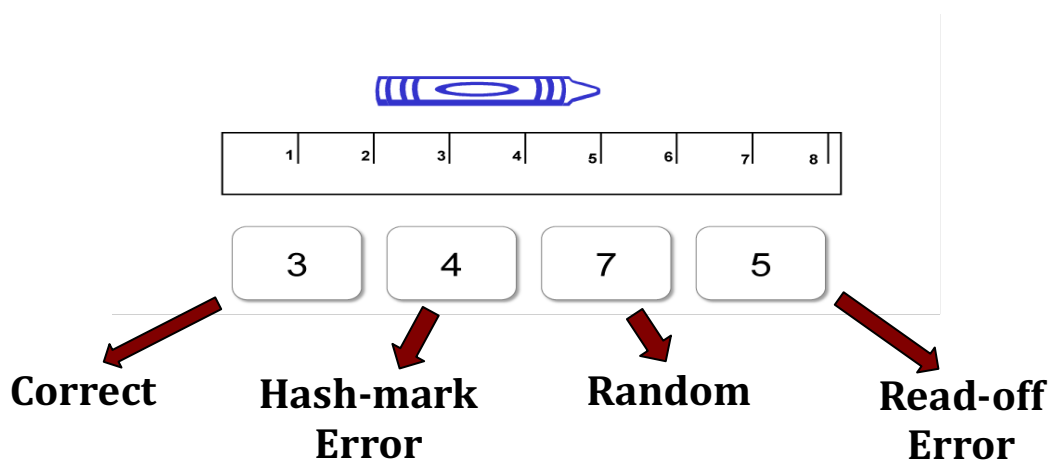 1 2 3 4 5 6 7 8
3 4 7 5
Correct
Hash-mark
Error
Random
Read-off
Error